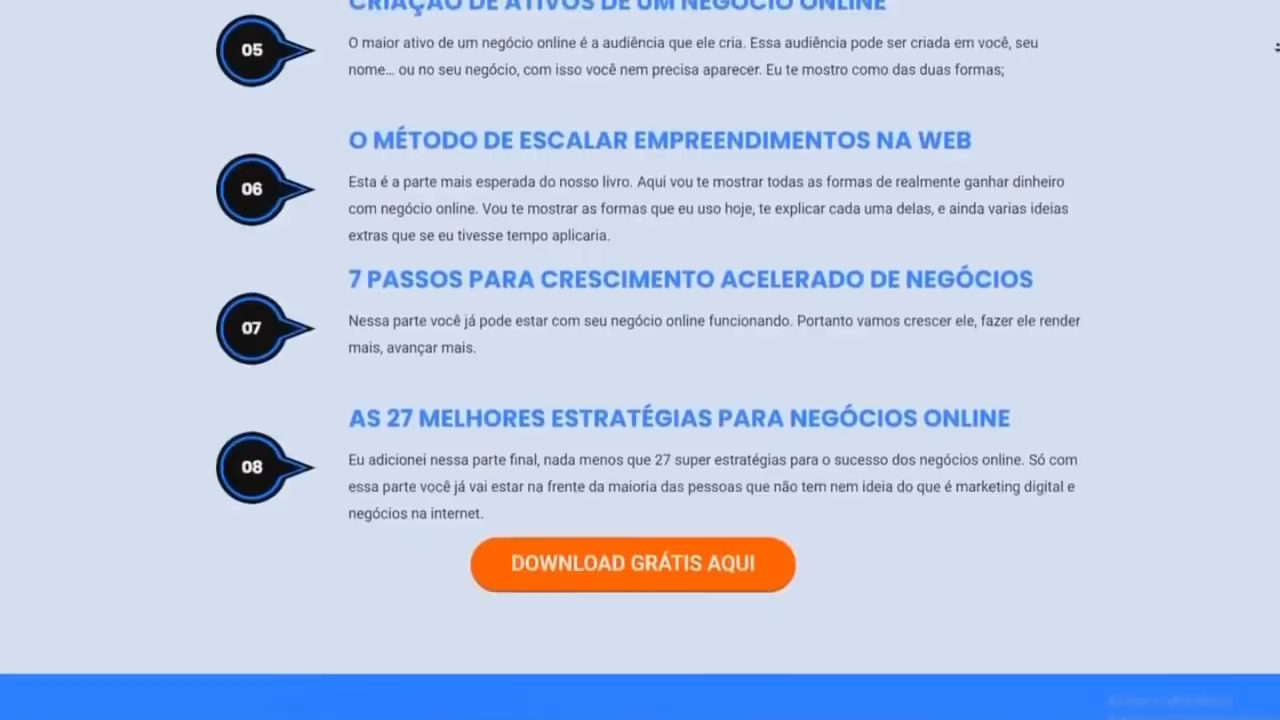 CRIAÇÃO DE ATIVOS DE UM NEGÓCIO ONLINE
05
O maior ativo de um negócio online é a audiência que ele cria. Essa audiência pode ser criada em você, seu
nome... ou no seu negócio, com isso você nem precisa aparecer. Eu te mostro como das duas formas;
O MÉTODO DE ESCALAR EMPREENDIMENTOS NA WEB
06
Esta é a parte mais esperada do nosso livro. Aqui vou te mostrar todas as formas de realmente ganhar dinheiro
com negócio online. Vou te mostrar as formas que eu uso hoje, te explicar cada uma delas, e ainda varias ideias
extras que se eu tivesse tempo aplicaria.
7 PASSOS PARA CRESCIMENTO ACELERADO DE NEGÓCIOS
07
Nessa parte você já pode estar com seu negócio online funcionando. Portanto vamos crescer ele, fazer ele render
mais, avançar mais.
AS 27 MELHORES ESTRATÉGIAS PARA NEGÓCIOS ONLINE
08
Eu adicionei nessa parte final, nada menos que 27 super estratégias para o sucesso dos negócios online. Só com
essa parte você já vai estar na frente da maioria das pessoas que não tem nem ideia do que é marketing digital e
negócios na internet.
DOWNLOAD GRÁTIS AQUI